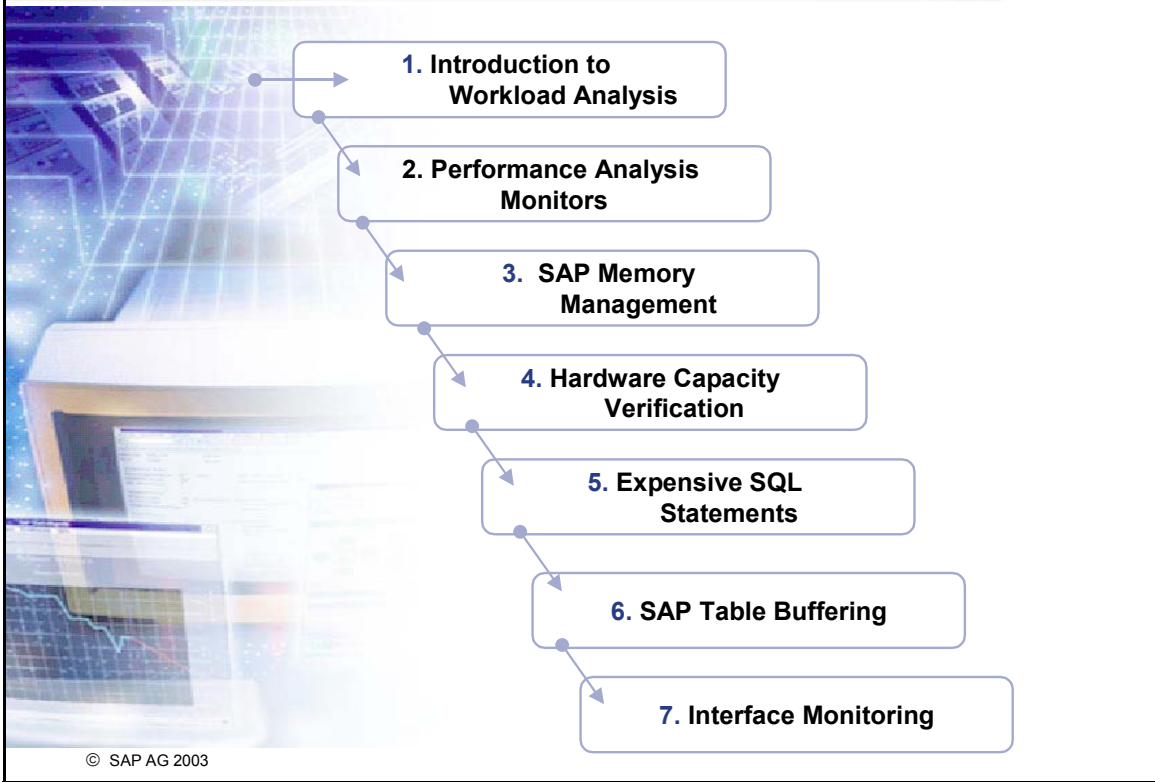 1. Introduction to
Workload Analysis
2. Performance Analysis
Monitors
3. SAP Memory
Management
4. Hardware Capacity
Verification
5. Expensive SQL
Statements
6. SAP Table Buffering
7. Interface Monitoring
© SAP AG 2003